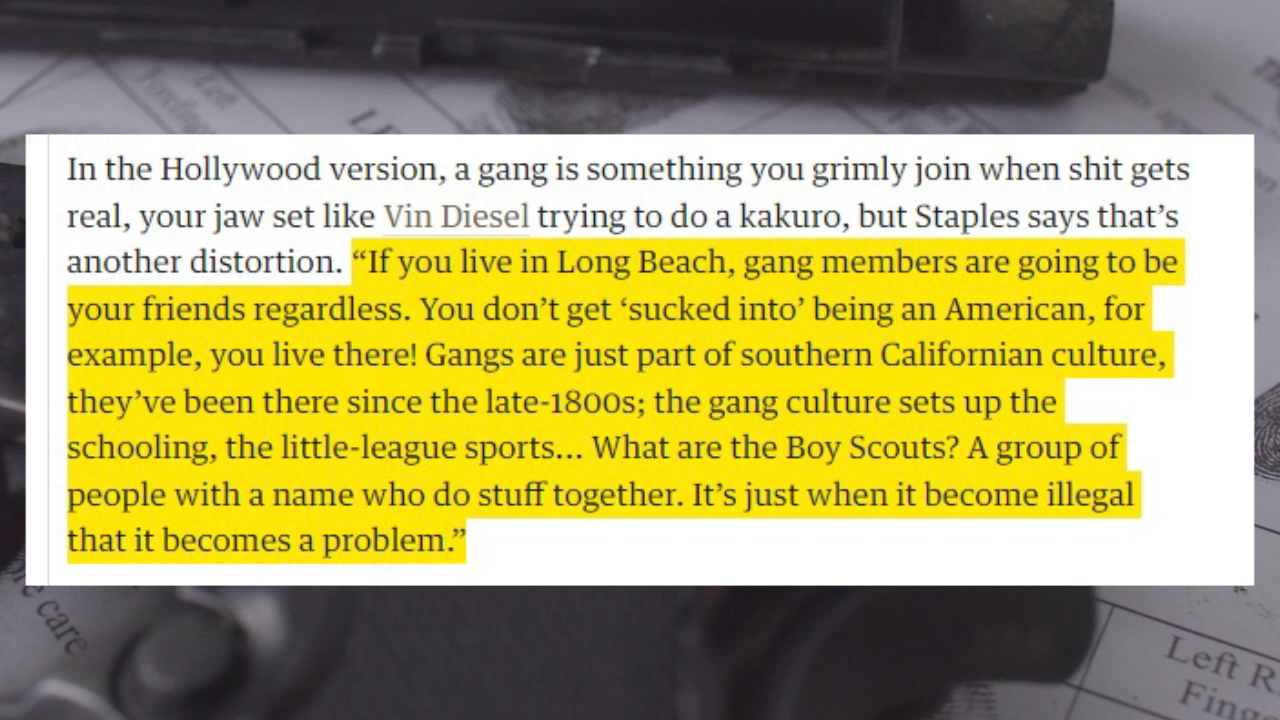 In the Hollywood version, a gang is something you grimly join when shit gets
real, your jaw set like Vin Diesel trying to do a kakuro, but Staples says that’s
another distortion. “If you live in Long Beach, gang members are going to be
your friends regardless. You don’t get ‘sucked into’ being an American, for
example, you live there! Gangs are just part of southern Californian culture,
they’ve been there since the late-1800s; the gang culture sets up the
schooling, the little-league sports... What are the Boy Scouts? A group of
people with a name who do stuff together. It’s just when it become illegal
that it becomes a problem.”
care
Left R
Fing